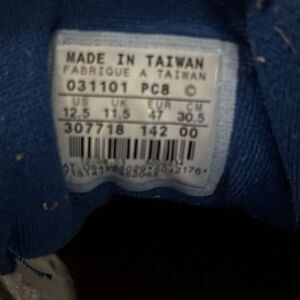 MADE IN TAIWAN
FABRIQUE A TAIWAN
031101 PC8 ©
US UK EUR CM
12.5 11.5 47 30.5
307718 142 00